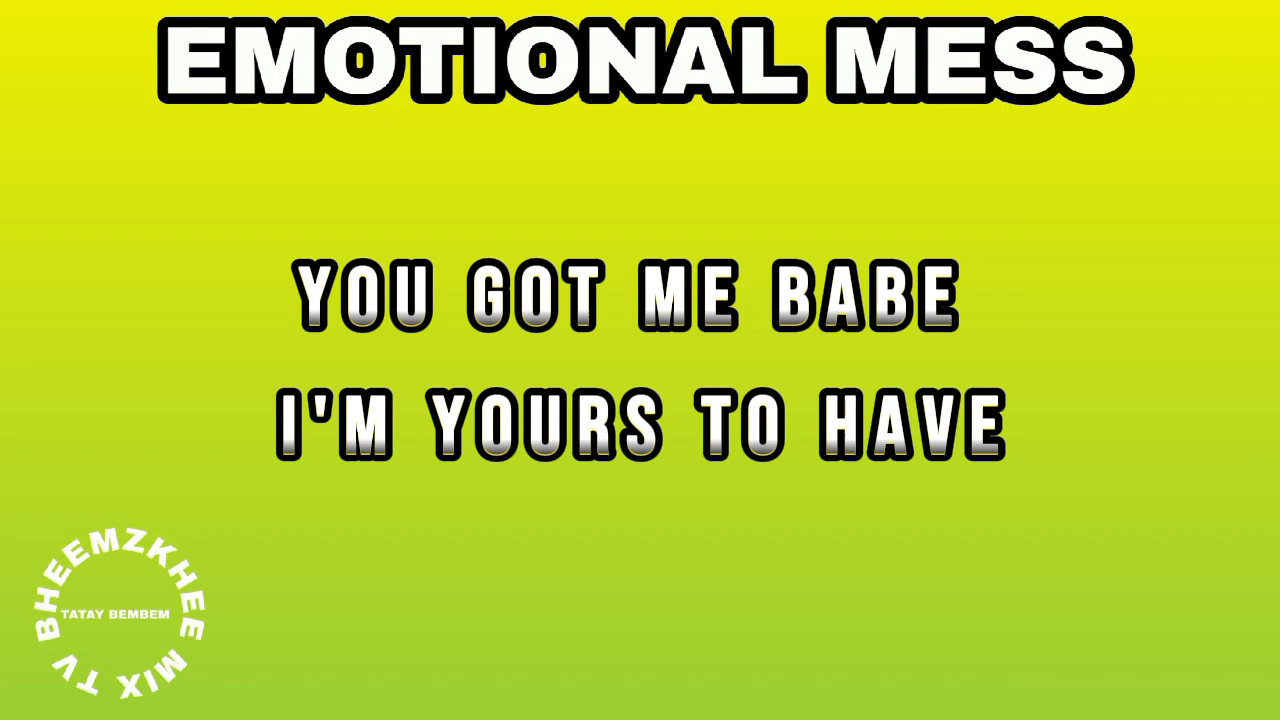 EMOTIONAL MESS
YOU GOT ME BABE
I'M YOURS TO HAVE
BHEEMZKHEE MIX TV
TATAY BEMBEM